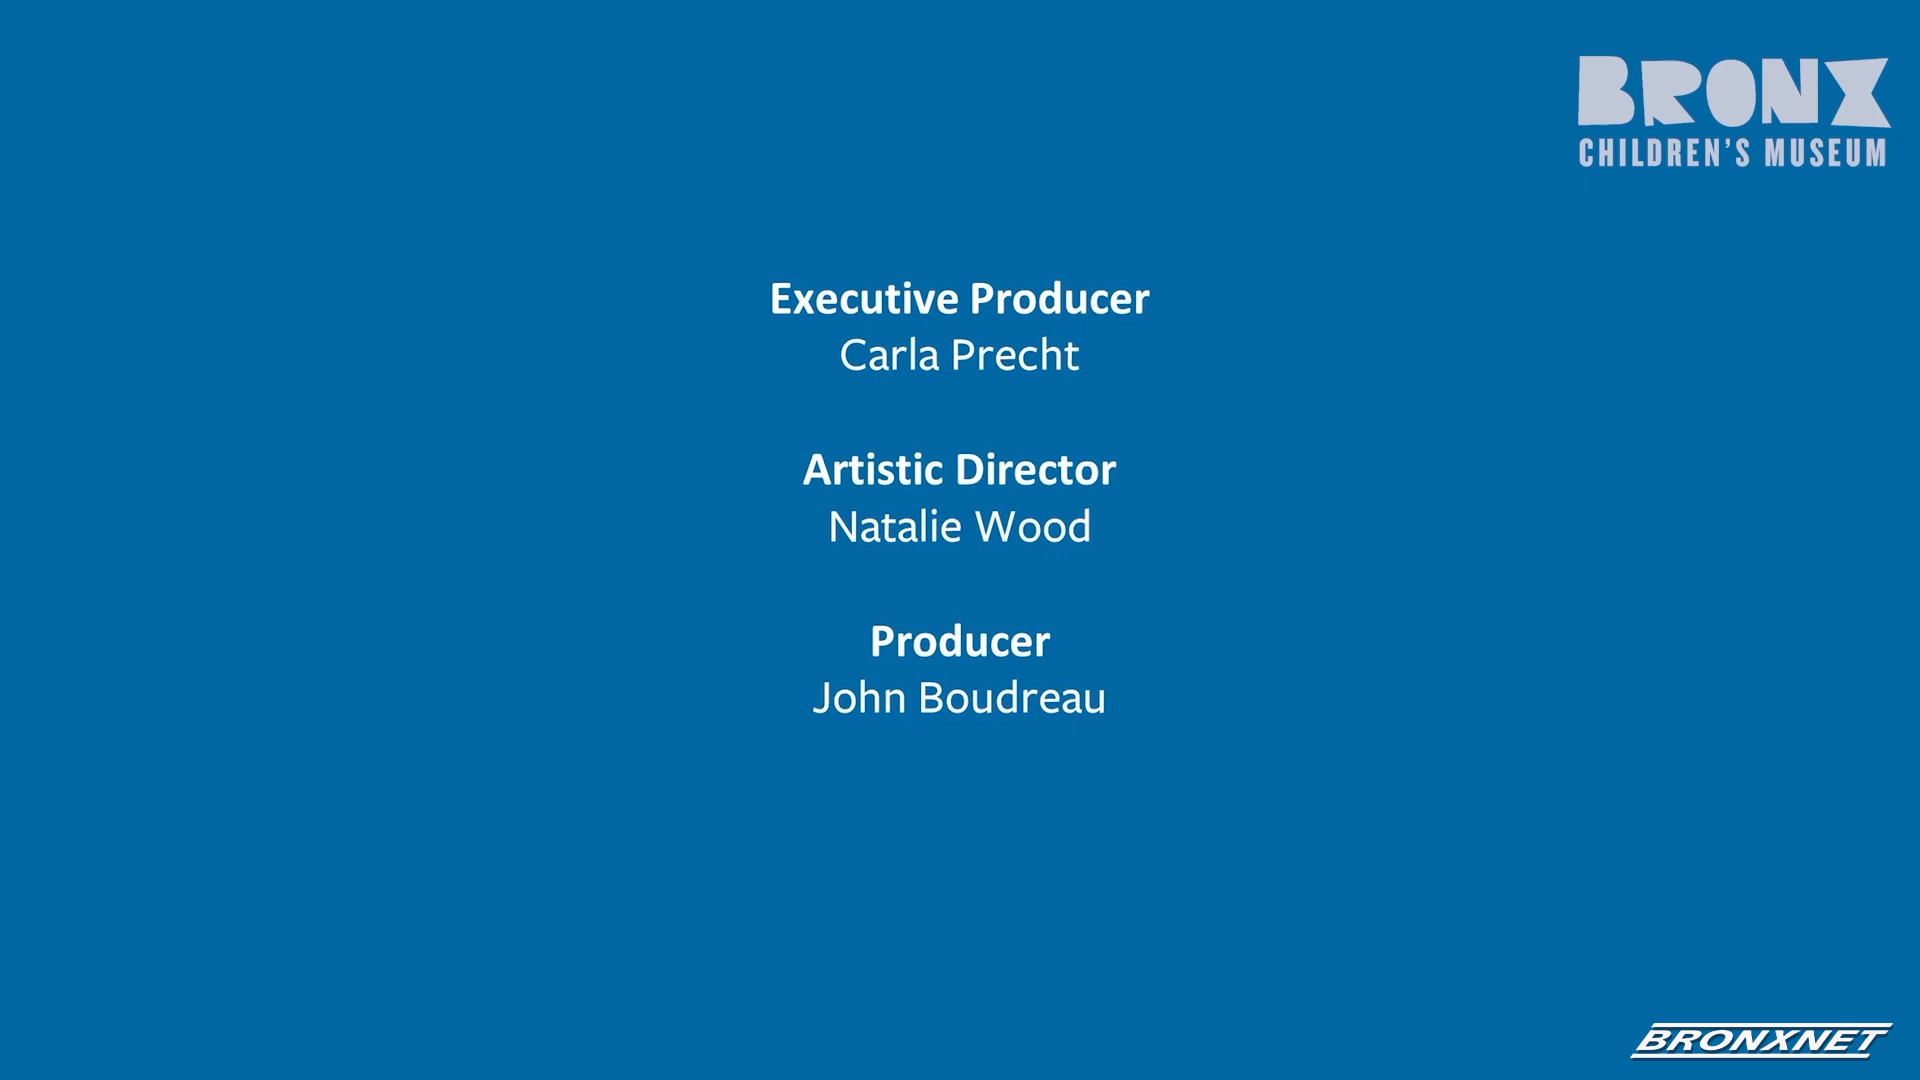 BRONX
CHILDREN'S MUSEUM
Executive Producer
Carla Precht
Artistic Director
Natalie Wood
Producer
John Boudreau
BRONXNET